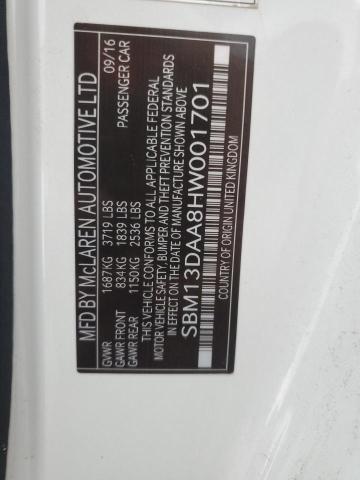 MFD BY McLAREN AUTOMOTIVE LTD
09/16
GVWR 1687KG 3719 LBS PASSENGER CAR
GAWR FRONT 834KG 1839 LBS
GAWR REAR 1150KG 2536 LBS
THIS VEHICLE CONFORMS TO ALL APPLICABLE FEDERAL
MOTOR VEHICLE SAFETY, BUMPER AND THEFT PREVENTION STANDARDS
IN EFFECT ON THE DATE OF MANUFACTURE SHOWN ABOVE
SBM13DAA8HW001701
COUNTRY OF ORIGIN UNITED KINGDOM